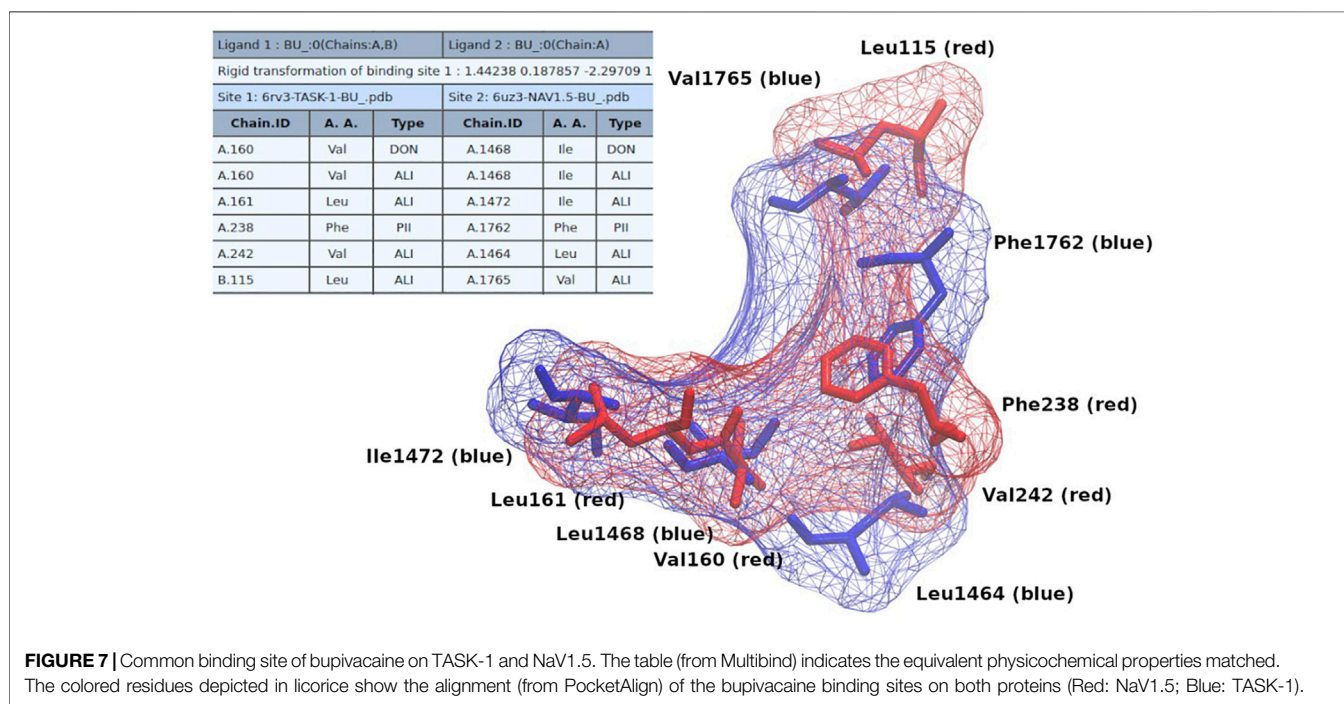 Ligand 1 : BU_:0(Chains:A,B) Ligand 2 : BU_:0(Chain:A)
Rigid transformation of binding site 1 : 1.44238 0.187857 -2.29709 1
Site 1: 6rv3-TASK-1-BU_.pdb Site 2: 6uz3-NAV1.5-BU_.pdb
Chain.ID A. A. Type Chain.ID A. A. Type
A.160 Val DON A.1468 Ile DON
A.160 Val ALI A.1468 Ile ALI
A.161 Leu ALI A.1472 Ile ALI
A.238 Phe PII A.1762 Phe PII
A.242 Val ALI A.1464 Leu ALI
B.115 Leu ALI A.1765 Val ALI
Leu115 (red)
Val1765 (blue)
Phe1762 (blue)
Phe238 (red)
Ile1472 (blue)
Leu161 (red)
Val242 (red)
Leu1468 (blue)
Val160 (red)
Leu1464 (blue)
FIGURE 7 | Common binding site of bupivacaine on TASK-1 and NaV1.5. The table (from Multibind) indicates the equivalent physicochemical properties matched.
The colored residues depicted in licorice show the alignment (from PocketAlign) of the bupivacaine binding sites on both proteins (Red: NaV1.5; Blue: TASK-1).